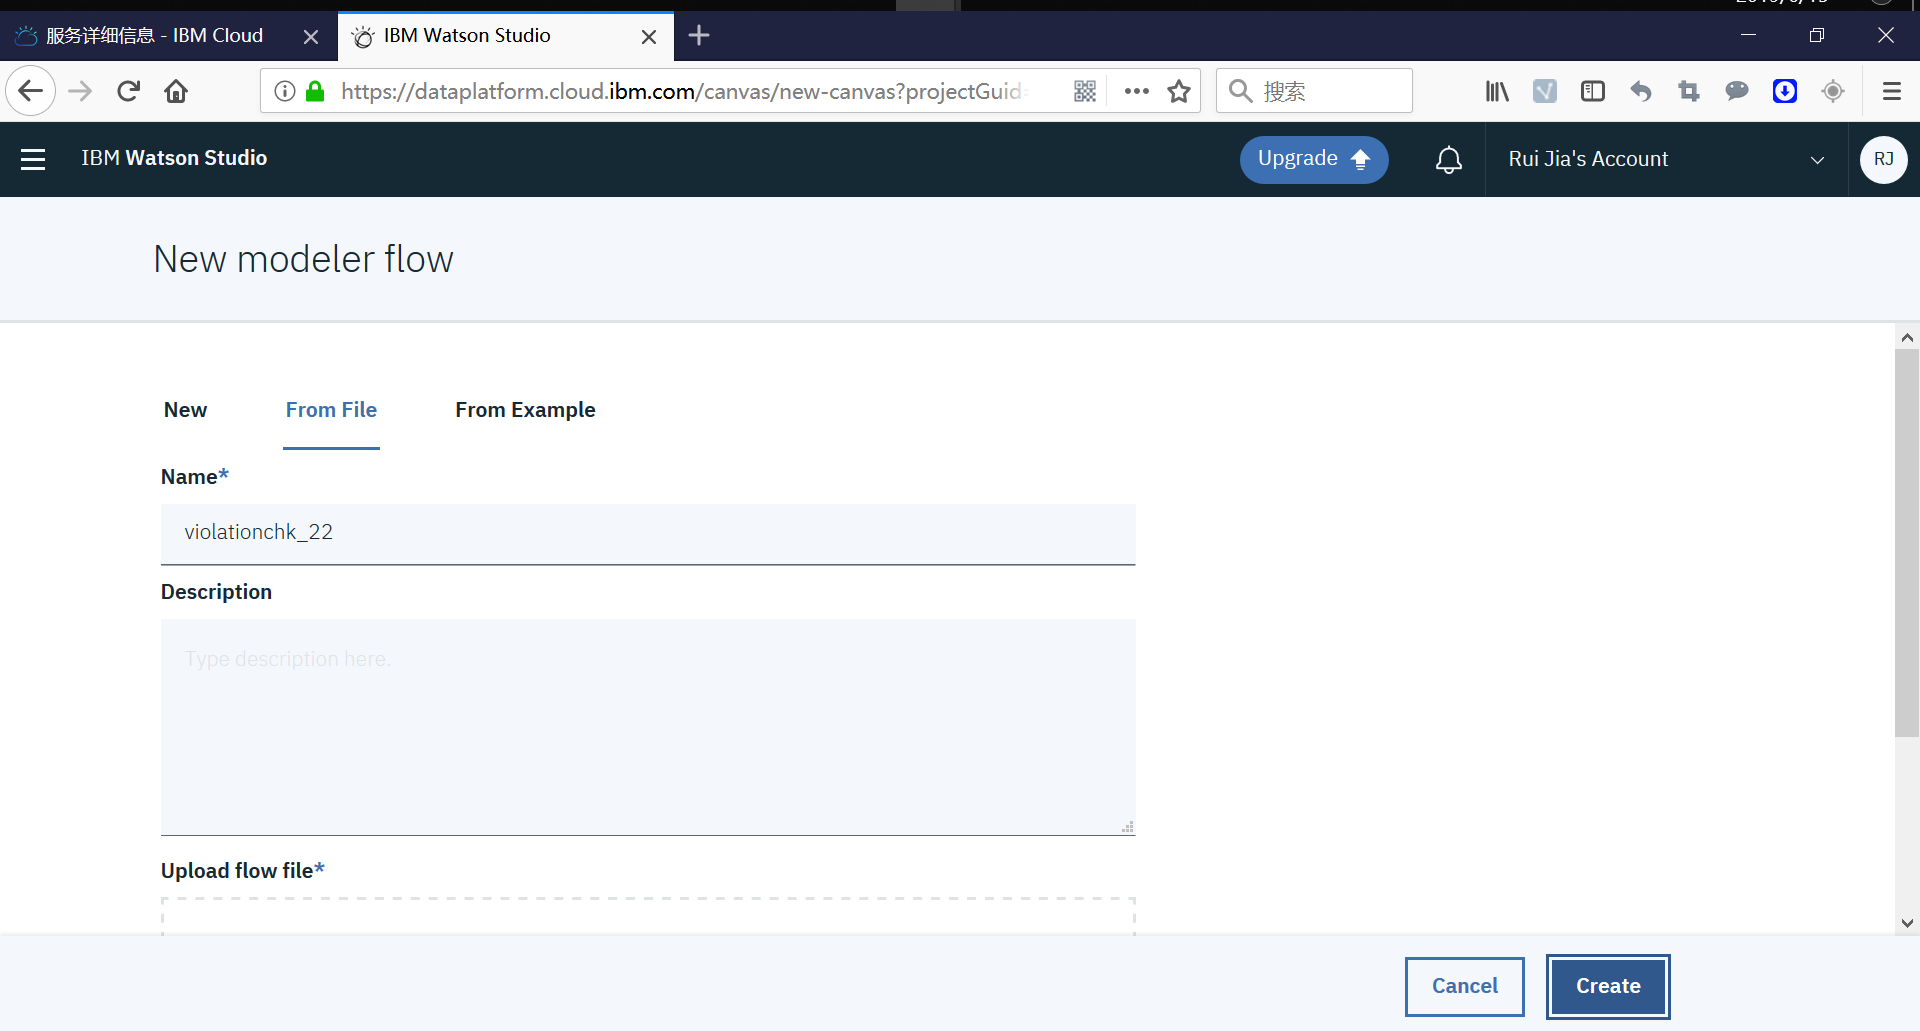 服务详细信息 - IBM Cloud
IBM Watson Studio
https://dataplatform.cloud.ibm.com/canvas/new-canvas?projectGuid
搜索
IBM Watson Studio
Upgrade
Rui Jia's Account
RJ
New modeler flow
New
From File
From Example
Name*
violationchk_22
Description
Type description here.
Upload flow file*
Cancel
Create